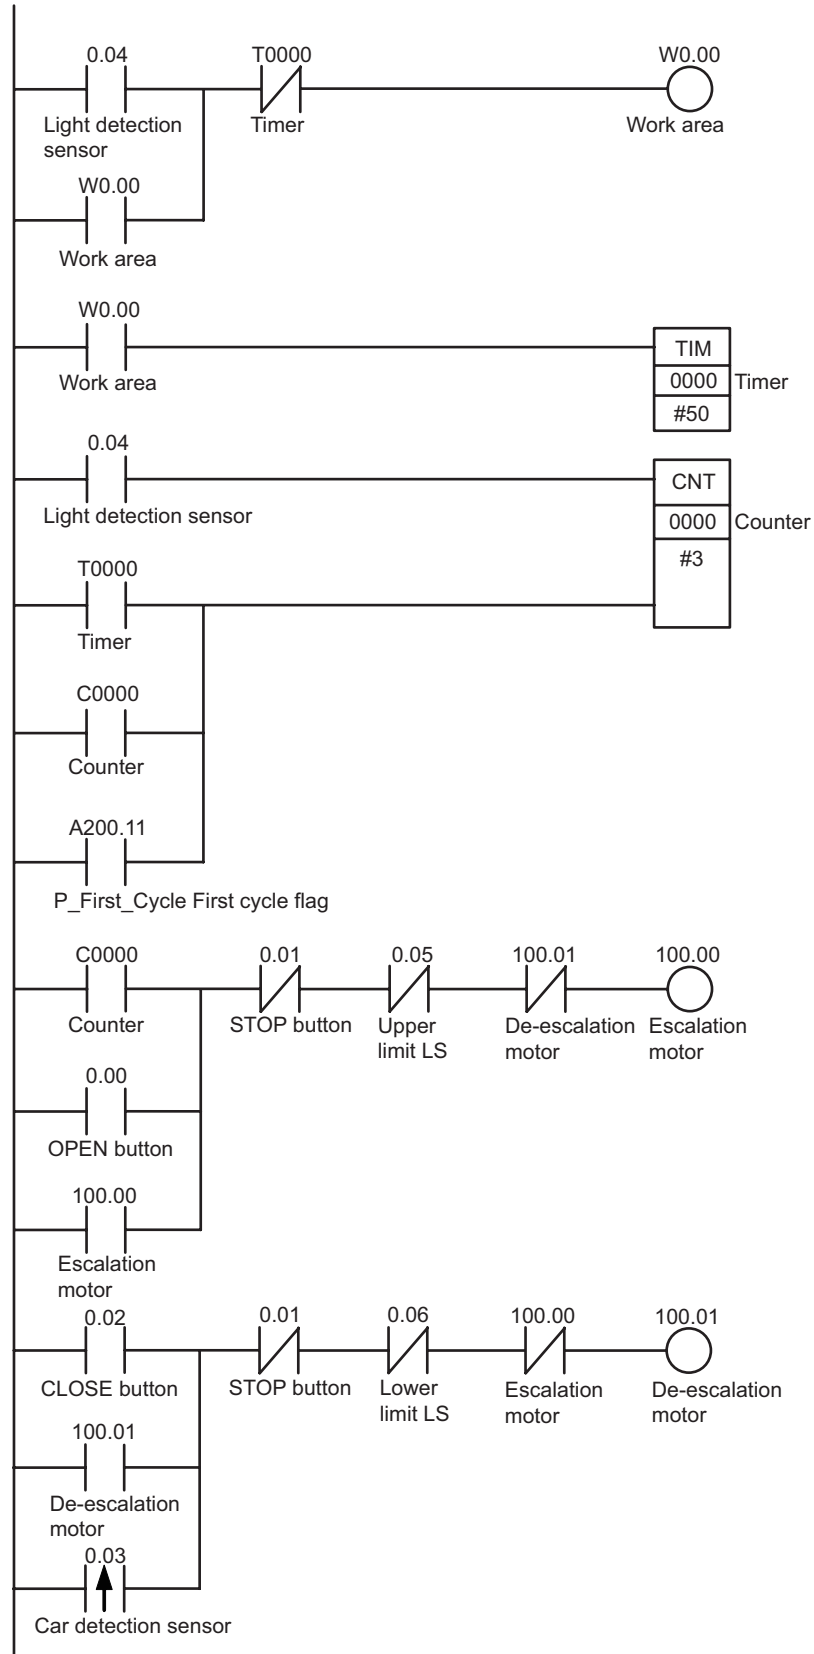 0.04 T0000 W0.00
Light detection sensor Timer Work area
W0.00
Work area
W0.00
Work area
TIM
0000 Timer
#50
0.04
Light detection sensor
CNT
0000 Counter
#3
T0000
Timer
C0000
Counter
A200.11
P_First_Cycle First cycle flag
C0000 0.01 0.05 100.01 100.00
Counter STOP button Upper De-escalation Escalation
limit LS motor motor
0.00
OPEN button
100.00
Escalation
motor
0.02 0.01 0.06 100.00 100.01
CLOSE button STOP button Lower Escalation De-escalation
limit LS motor motor
100.01
De-escalation
motor
0.03
Car detection sensor